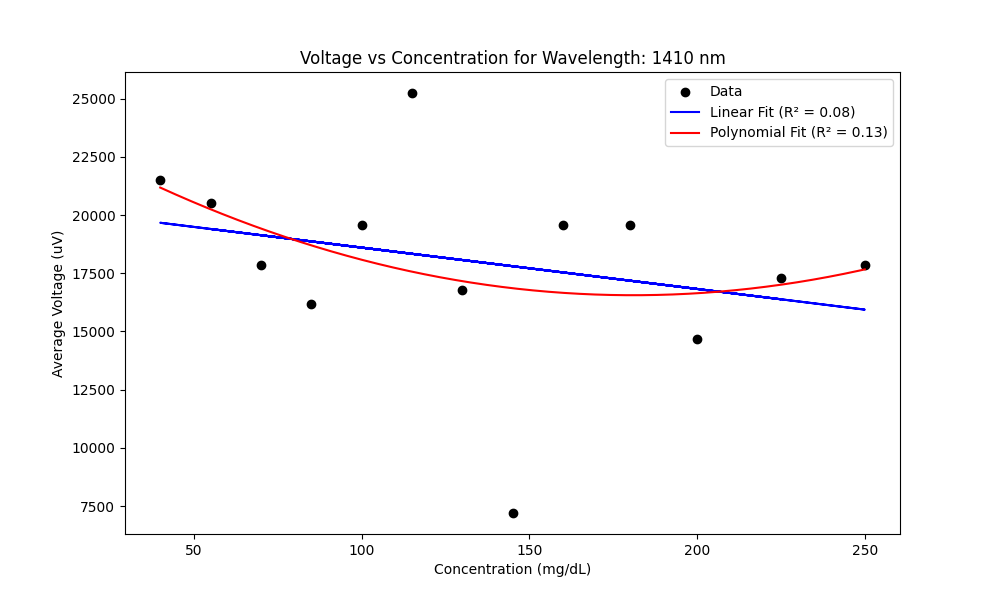 Voltage vs Concentration for Wavelength: 1410 nm
Data
Linear Fit (R² = 0.08)
Polynomial Fit (R² = 0.13)
25000
22500
20000
17500
15000
12500
10000
7500
Average Voltage (uV)
50 100 150 200 250
Concentration (mg/dL)